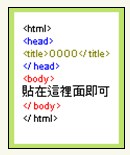 <html>
<head>
<title>OOOO</title>
</head>
<body>
貼在這裡面即可
</body>
</html>